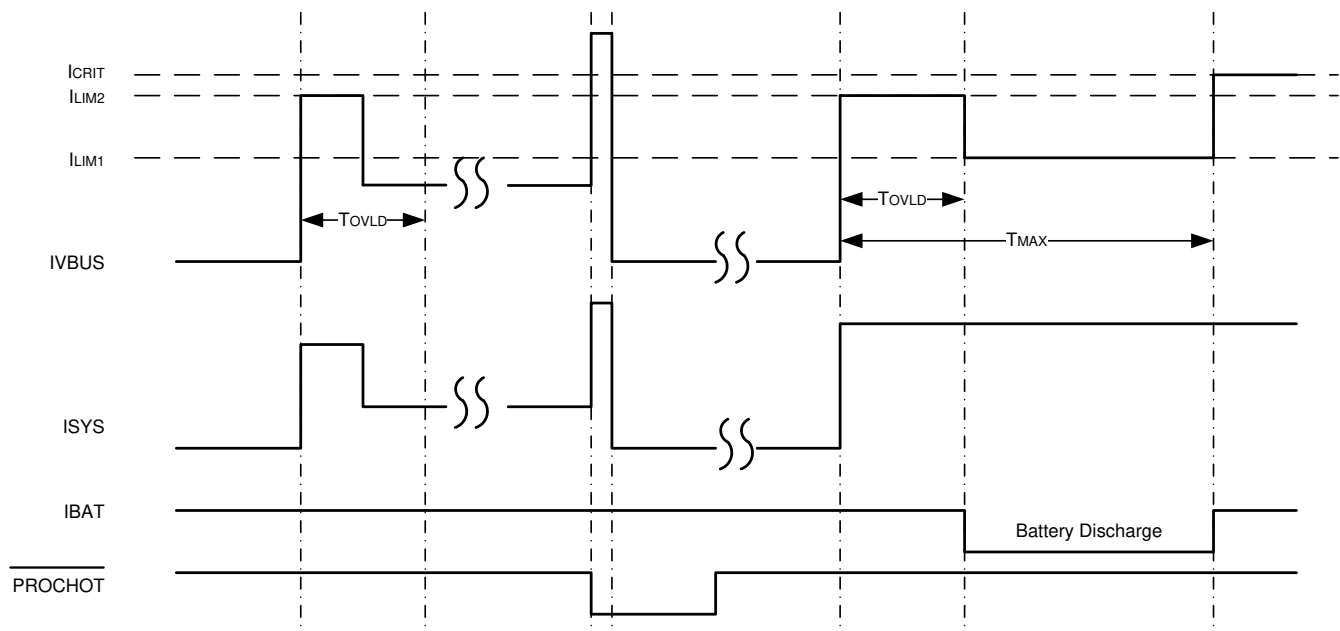 ICRIT
ILIM2
ILIM1
TOVLD
TOVLD
TMAX
IVBUS
ISYS
IBAT
Battery Discharge
PROCHOT